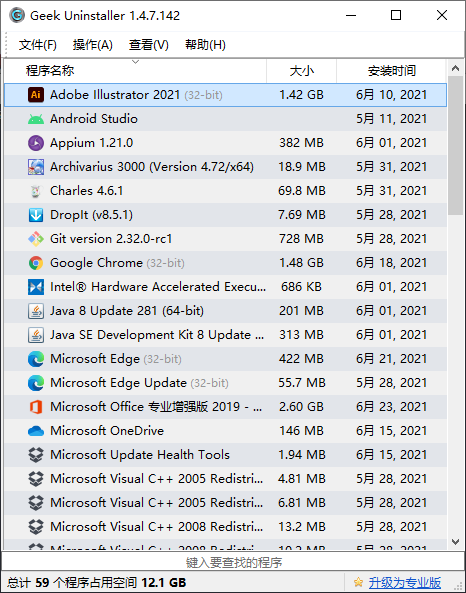 Geek Uninstaller 1.4.7.142
文件(F) 操作(A) 查看(V) 帮助(H)
程序名称 大小 安装时间
Adobe Illustrator 2021 (32-bit) 1.42 GB 6月 10, 2021
Android Studio 5月 11, 2021
Appium 1.21.0 382 MB 6月 01, 2021
Archivarius 3000 (Version 4.72/x64) 18.9 MB 5月 31, 2021
Charles 4.6.1 69.8 MB 5月 31, 2021
DropIt (v8.5.1) 7.69 MB 5月 28, 2021
Git version 2.32.0-rc1 728 MB 5月 28, 2021
Google Chrome (32-bit) 1.48 GB 6月 18, 2021
Intel® Hardware Accelerated Execu... 686 KB 6月 01, 2021
Java 8 Update 281 (64-bit) 201 MB 6月 01, 2021
Java SE Development Kit 8 Update ... 313 MB 6月 01, 2021
Microsoft Edge (32-bit) 422 MB 6月 21, 2021
Microsoft Edge Update (32-bit) 55.7 MB 5月 28, 2021
Microsoft Office 专业增强版 2019 - ... 2.60 GB 6月 23, 2021
Microsoft OneDrive 146 MB 6月 15, 2021
Microsoft Update Health Tools 1.94 MB 6月 15, 2021
Microsoft Visual C++ 2005 Redistri... 4.81 MB 5月 28, 2021
Microsoft Visual C++ 2005 Redistri... 6.81 MB 5月 28, 2021
Microsoft Visual C++ 2008 Redistri... 13.2 MB 5月 28, 2021
Microsoft Visual C++ 2008 Redistri... 10.2 MB 5月 28, 2021
键入要查找的程序
总计 59 个程序占用空间 12.1 GB 升级为专业版